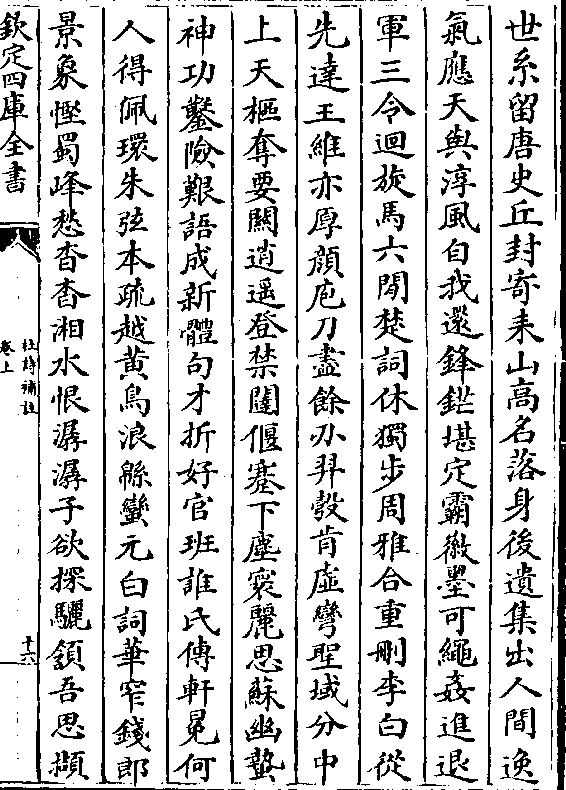 世系留唐史丘封寄耒山高名落身後遺集出人間逸
氣應天與淳風自我還鋒鋩堪定霸徽墨可繩姦進退
軍三令迴旋馬六閑楚詞休獨步周雅合重刪李白從
先達王維亦厚顔庖刀盡餘刃羿彀肯虛彎聖域分中
上天樞奪要關逍遥登禁闥偃蹇下塵寰麗思蘇幽蟄
神功鑿險艱語成新體句才折好官班誰氏傳軒冕何
人得佩環朱弦本疏越黄鳥浪綿蠻元白詞華窄錢郎
景象慳蜀峰愁杳杳湘水恨潺潺子欲探驪頷吾思擷
欽定四庫全書
杜詩補註
卷上
十六